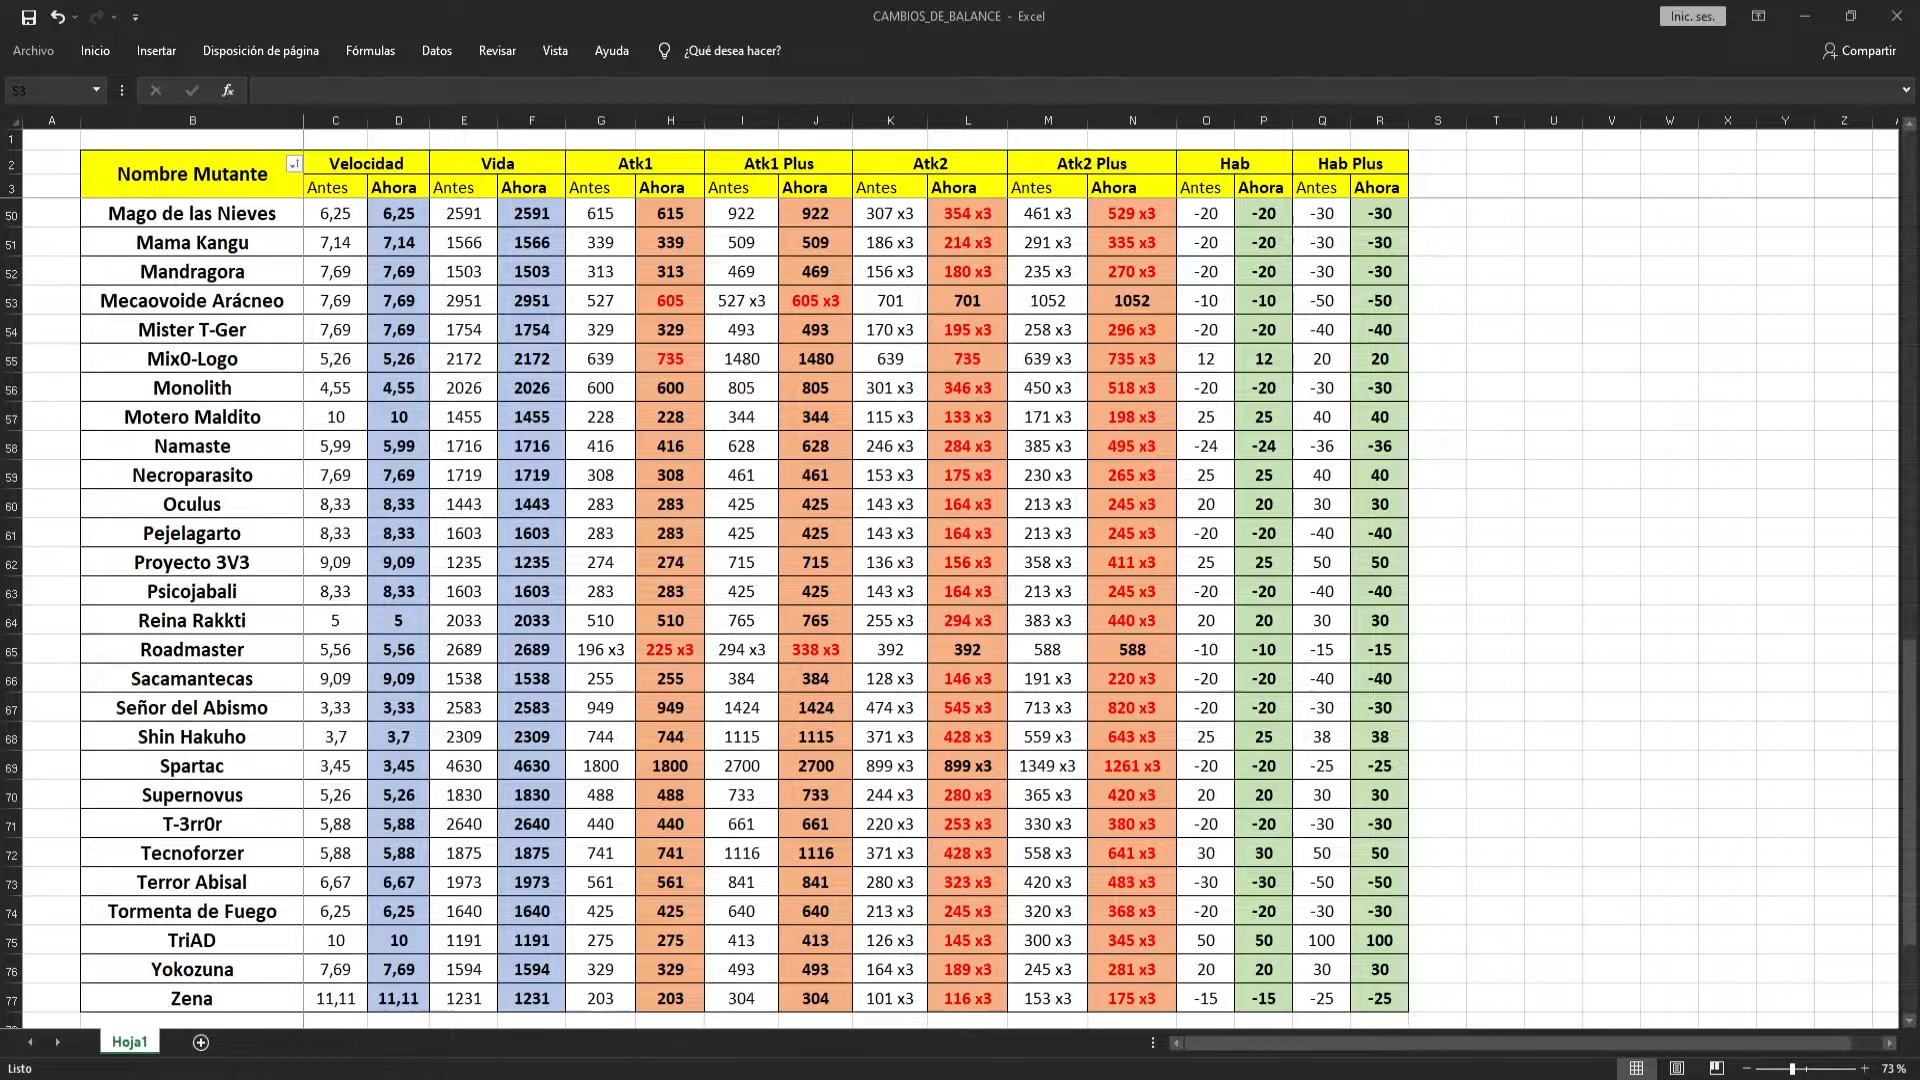 CAMBIOS_DE_BALANCE - Excel
Inic. ses.
Archivo Inicio Insertar Disposición de página Fórmulas Datos Revisar Vista Ayuda ¿Qué desea hacer? Compartir
S3 fx
A B C D E F G H I J K L M N O P Q R S T U V W X Y Z
1
2 Nombre Mutante Velocidad Vida Atk1 Atk1 Plus Atk2 Atk2 Plus Hab Hab Plus
3 Antes Ahora Antes Ahora Antes Ahora Antes Ahora Antes Ahora Antes Ahora Antes Ahora Antes Ahora
50 Mago de las Nieves 6,25 6,25 2591 2591 615 615 922 922 307 x3 354 x3 461 x3 529 x3 -20 -20 -30 -30
51 Mama Kangu 7,14 7,14 1566 1566 339 339 509 509 186 x3 214 x3 291 x3 335 x3 -20 -20 -30 -30
52 Mandragora 7,69 7,69 1503 1503 313 313 469 469 156 x3 180 x3 235 x3 270 x3 -20 -20 -30 -30
53 Mecaovoide Arácneo 7,69 7,69 2951 2951 527 605 527 x3 605 x3 701 701 1052 1052 -10 -10 -50 -50
54 Mister T-Ger 7,69 7,69 1754 1754 329 329 493 493 170 x3 195 x3 258 x3 296 x3 -20 -20 -40 -40
55 Mix0-Logo 5,26 5,26 2172 2172 639 735 1480 1480 639 735 639 x3 735 x3 12 12 20 20
56 Monolith 4,55 4,55 2026 2026 600 600 805 805 301 x3 346 x3 450 x3 518 x3 -20 -20 -30 -30
57 Motero Maldito 10 10 1455 1455 228 228 344 344 115 x3 133 x3 171 x3 198 x3 25 25 40 40
58 Namaste 5,99 5,99 1716 1716 416 416 628 628 246 x3 284 x3 385 x3 495 x3 -24 -24 -36 -36
59 Necroparasito 7,69 7,69 1719 1719 308 308 461 461 153 x3 175 x3 230 x3 265 x3 25 25 40 40
60 Oculus 8,33 8,33 1443 1443 283 283 425 425 143 x3 164 x3 213 x3 245 x3 20 20 30 30
61 Pejelagarto 8,33 8,33 1603 1603 283 283 425 425 143 x3 164 x3 213 x3 245 x3 -20 -20 -40 -40
62 Proyecto 3V3 9,09 9,09 1235 1235 274 274 715 715 136 x3 156 x3 358 x3 411 x3 25 25 50 50
63 Psicojabali 8,33 8,33 1603 1603 283 283 425 425 143 x3 164 x3 213 x3 245 x3 -20 -20 -40 -40
64 Reina Rakkti 5 5 2033 2033 510 510 765 765 255 x3 294 x3 383 x3 440 x3 20 20 30 30
65 Roadmaster 5,56 5,56 2689 2689 196 x3 225 x3 294 x3 338 x3 392 392 588 588 -10 -10 -15 -15
66 Sacamantecas 9,09 9,09 1538 1538 255 255 384 384 128 x3 146 x3 191 x3 220 x3 -20 -20 -40 -40
67 Señor del Abismo 3,33 3,33 2583 2583 949 949 1424 1424 474 x3 545 x3 713 x3 820 x3 -20 -20 -30 -30
68 Shin Hakuho 3,7 3,7 2309 2309 744 744 1115 1115 371 x3 428 x3 559 x3 643 x3 25 25 38 38
69 Spartac 3,45 3,45 4630 4630 1800 1800 2700 2700 899 x3 899 x3 1349 x3 1261 x3 -20 -20 -25 -25
70 Supernovus 5,26 5,26 1830 1830 488 488 733 733 244 x3 280 x3 365 x3 420 x3 20 20 30 30
71 T-3rr0r 5,88 5,88 2640 2640 440 440 661 661 220 x3 253 x3 330 x3 380 x3 -20 -20 -30 -30
72 Tecnoforzer 5,88 5,88 1875 1875 741 741 1116 1116 371 x3 428 x3 558 x3 641 x3 30 30 50 50
73 Terror Abisal 6,67 6,67 1973 1973 561 561 841 841 280 x3 323 x3 420 x3 483 x3 -30 -30 -50 -50
74 Tormenta de Fuego 6,25 6,25 1640 1640 425 425 640 640 213 x3 245 x3 320 x3 368 x3 -20 -20 -30 -30
75 TriAD 10 10 1191 1191 275 275 413 413 126 x3 145 x3 300 x3 345 x3 50 50 100 100
76 Yokozuna 7,69 7,69 1594 1594 329 329 493 493 164 x3 189 x3 245 x3 281 x3 20 20 30 30
77 Zena 11,11 11,11 1231 1231 203 203 304 304 101 x3 116 x3 153 x3 175 x3 -15 -15 -25 -25
Hoja1
Listo 73 %